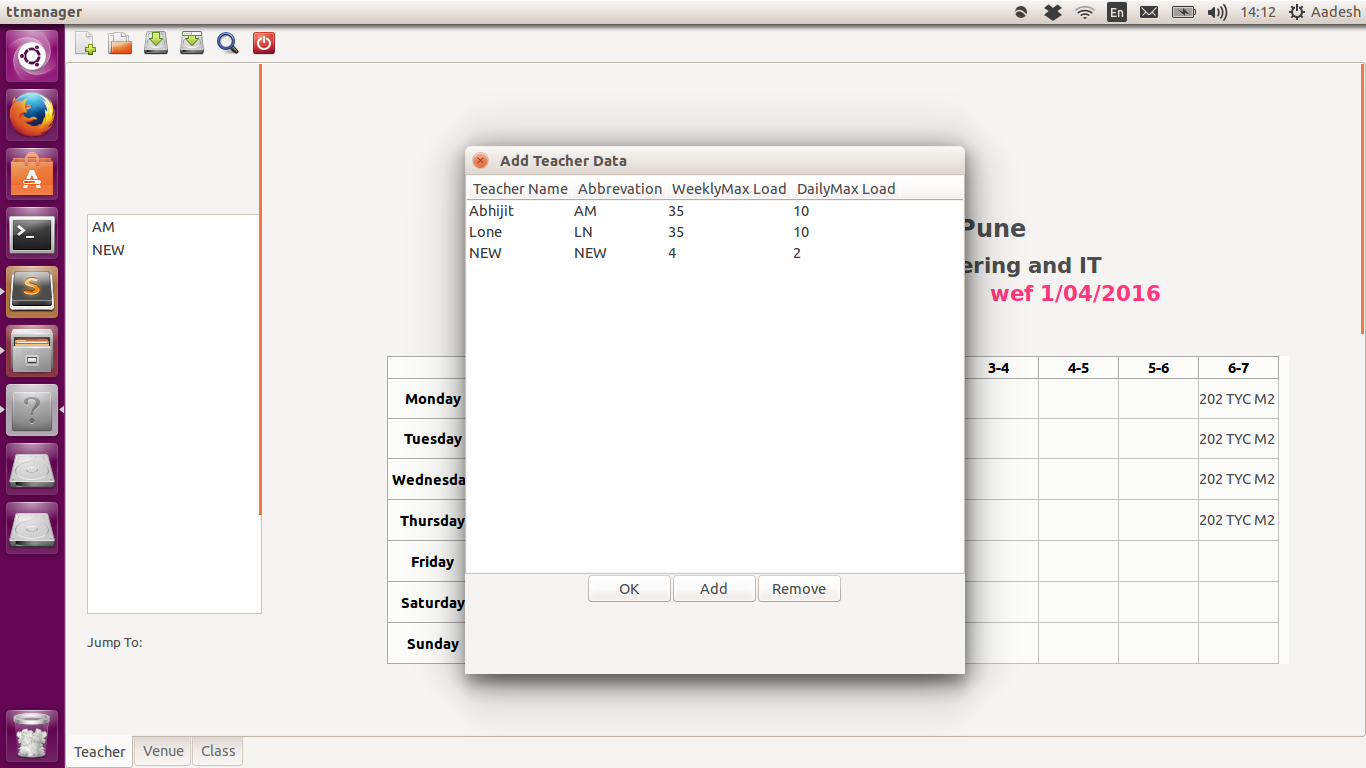 ttmanager
En
14:12
Aadesh
Add Teacher Data
Teacher Name Abbrevation WeeklyMax Load DailyMax Load
Abhijit AM 35 10
Lone LN 35 10
NEW NEW 4 2
OK Add Remove
AM
NEW
Jump To:
Pune
ering and IT
wef 1/04/2016
3-4 4-5 5-6 6-7
Monday 202 TYC M2
Tuesday 202 TYC M2
Wednesda 202 TYC M2
Thursday 202 TYC M2
Friday
Saturday
Sunday
Teacher Venue Class